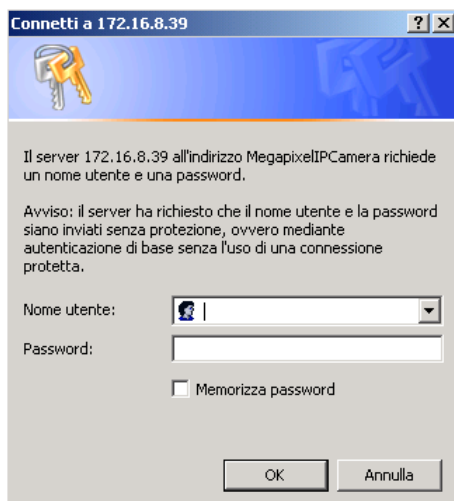 Connetti a 172.16.8.39
Il server 172.16.8.39 all'indirizzo MegapixelIPCamera richiede
un nome utente e una password.
Avviso: il server ha richiesto che il nome utente e la password
siano inviati senza protezione, ovvero mediante
autenticazione di base senza l'uso di una connessione
protetta.
Nome utente:
Password:
Memorizza password
OK Annulla